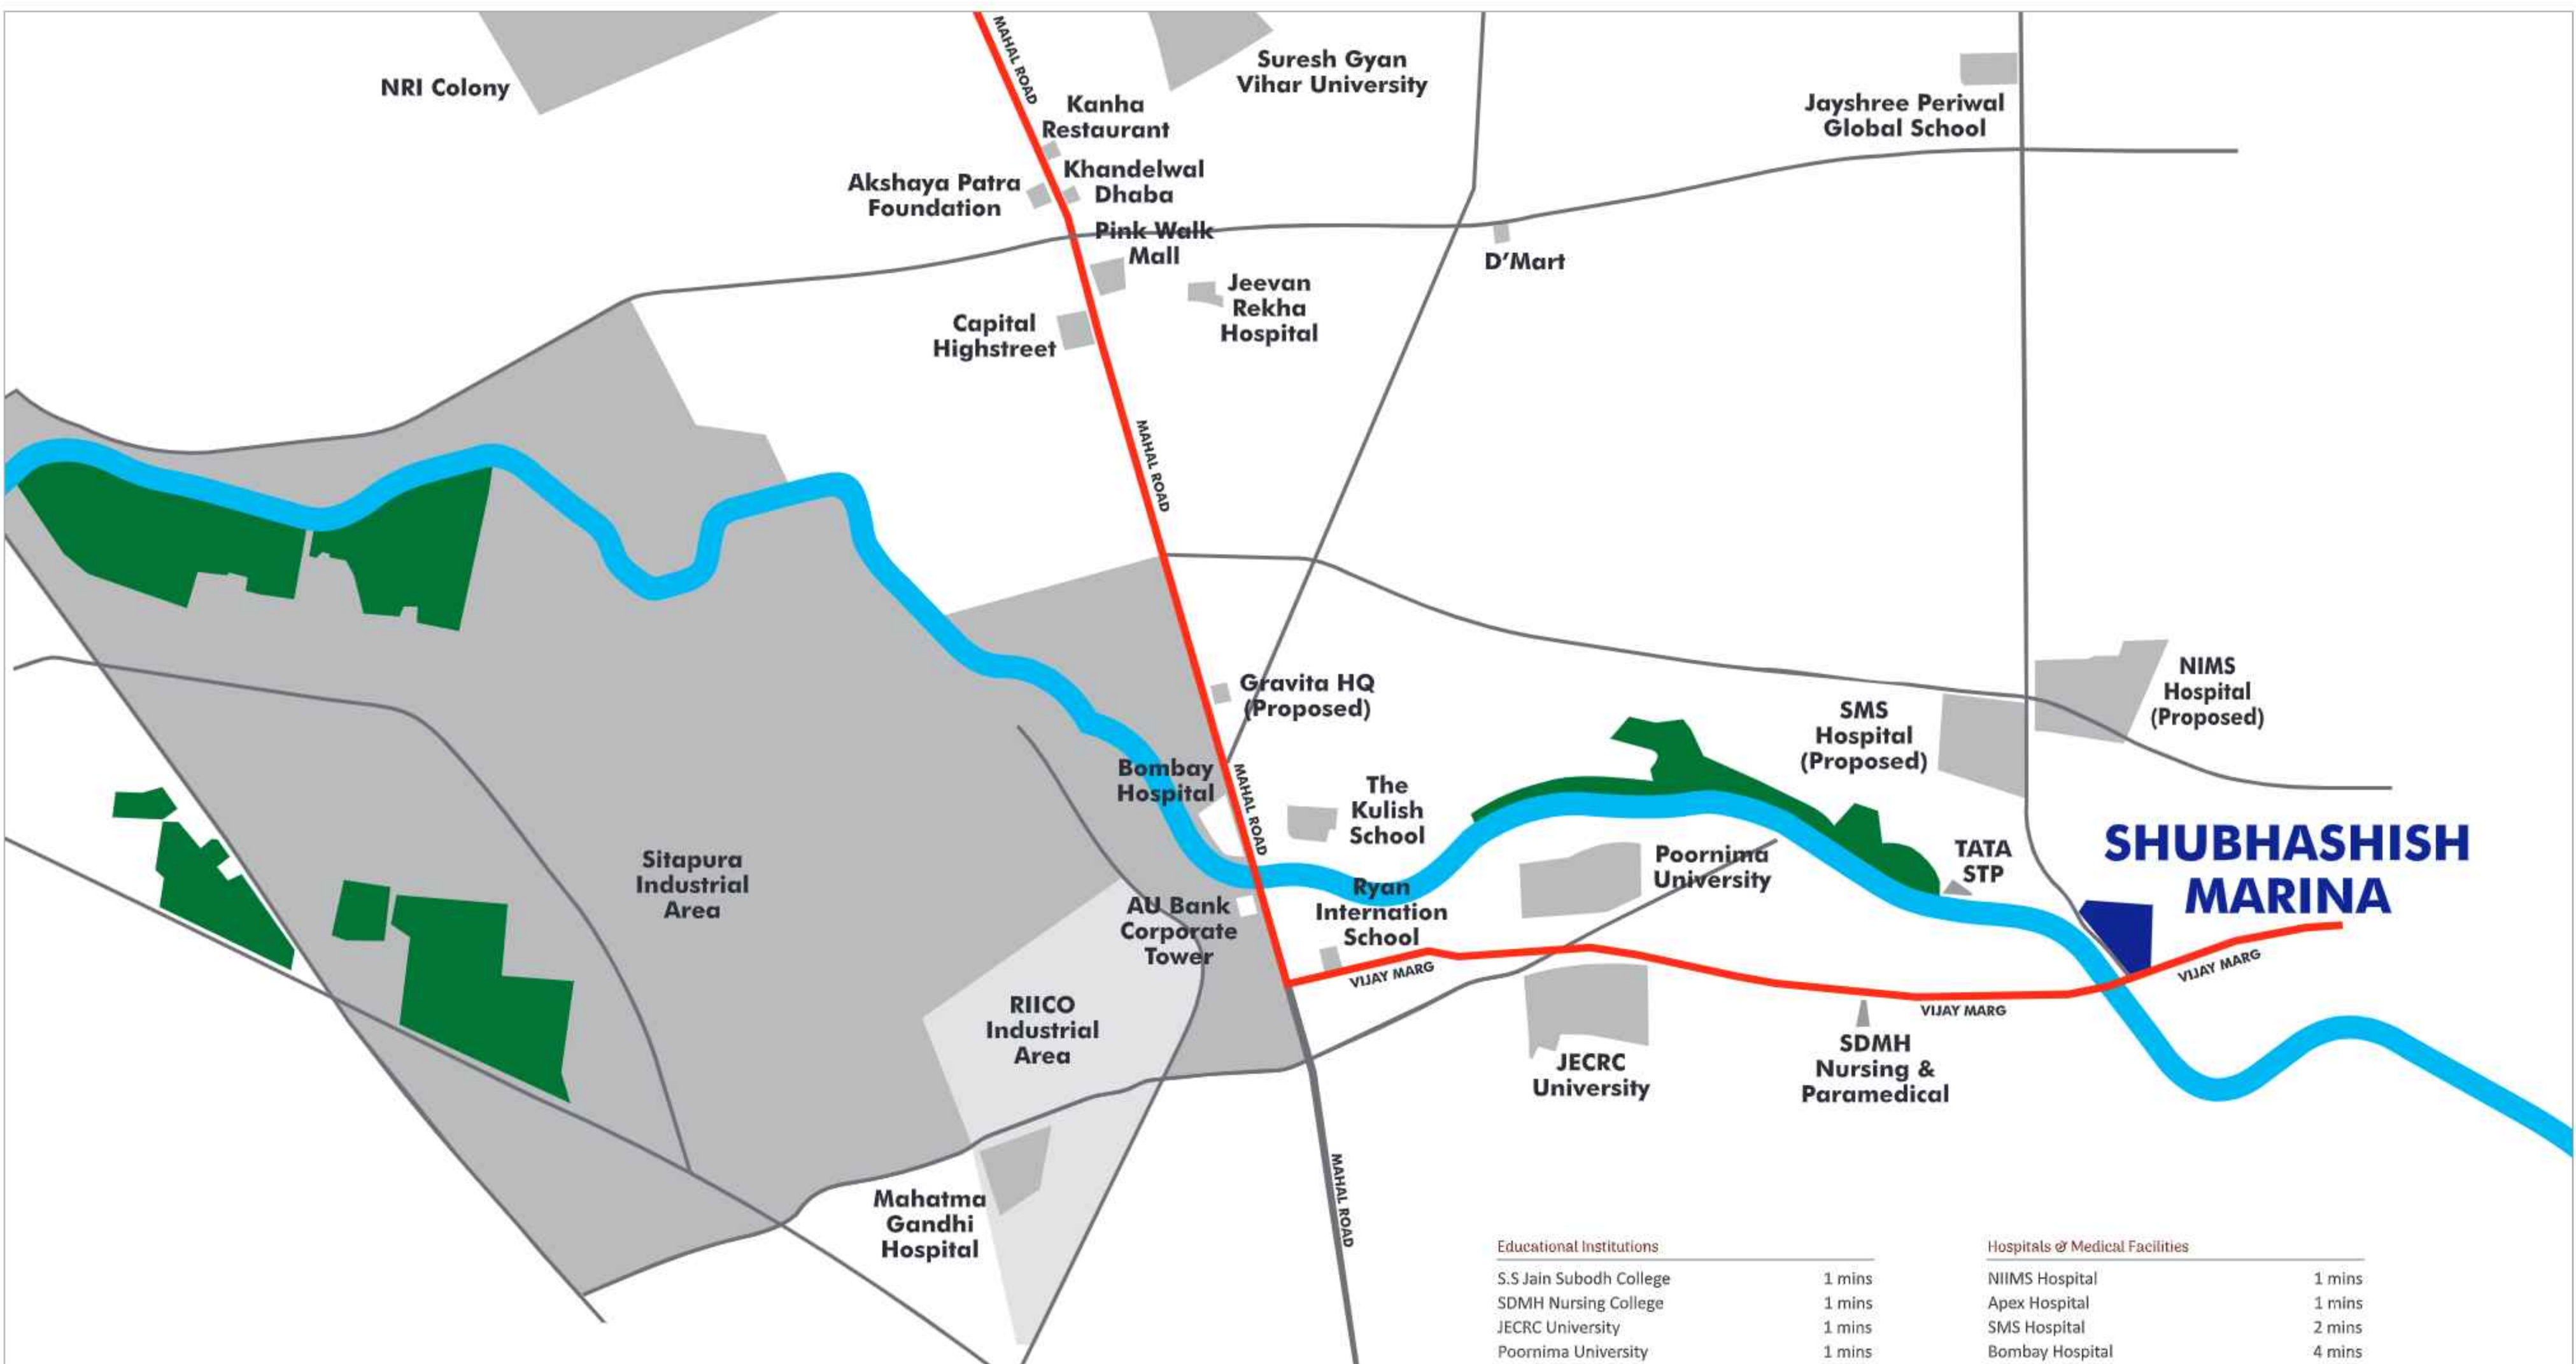 MAHAL ROAD
Suresh Gyan
Vihar University
NRI Colony
Kanha
Restaurant
Jayshree Periwal
Global School
Khandelwal
Dhaba
Akshaya Patra
Foundation
Pink Walk
Mall
D'Mart
Jeevan
Rekha
Hospital
Capital
Highstreet
MAHAL ROAD
Gravita HQ
(Proposed)
NIMS
Hospital
(Proposed)
SMS
Hospital
(Proposed)
Bombay
Hospital
MAHAL ROAD
The
Kulish
School
SHUBHASHISH
MARINA
TATA
STP
Poornima
University
Sitapura
Industrial
Area
Ryan
Internation
School
AU Bank
Corporate
Tower
VIJAY MARG
VIJAY MARG
VIJAY MARG
RIICO
Industrial
Area
JECRC
University
SDMH
Nursing &
Paramedical
Mahatma
Gandhi
Hospital
MAHAL ROAD
Educational Institutions
S.S Jain Subodh College 1 mins
SDMH Nursing College 1 mins
JECRC University 1 mins
Poornima University 1 mins
Hospitals & Medical Facilities
NIIMS Hospital 1 mins
Apex Hospital 1 mins
SMS Hospital 2 mins
Bombay Hospital 4 mins